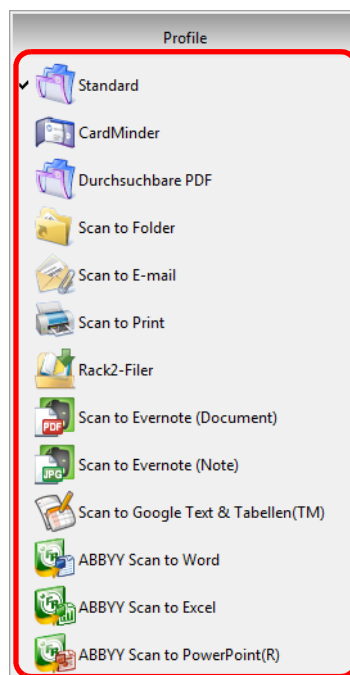 Profile
Standard
CardMinder
Durchsuchbare PDF
Scan to Folder
Scan to E-mail
Scan to Print
Rack2-Filer
PDF
Scan to Evernote (Document)
JPG
Scan to Evernote (Note)
Scan to Google Text & Tabellen(TM)
ABBYY Scan to Word
ABBYY Scan to Excel
ABBYY Scan to PowerPoint(R)